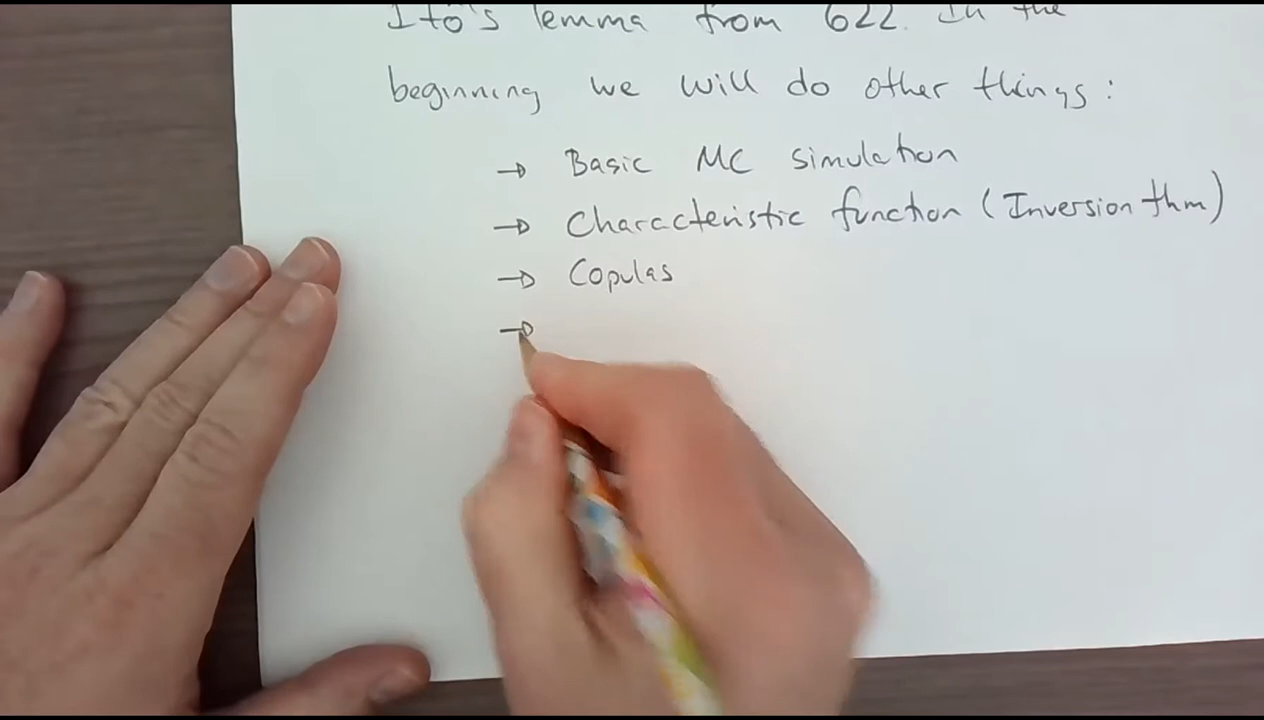 Itô's lemma from 622. In the
beginning we will do other things:
→ Basic MC simulation
→ Characteristic function (Inversion thm)
→ Copulas
→